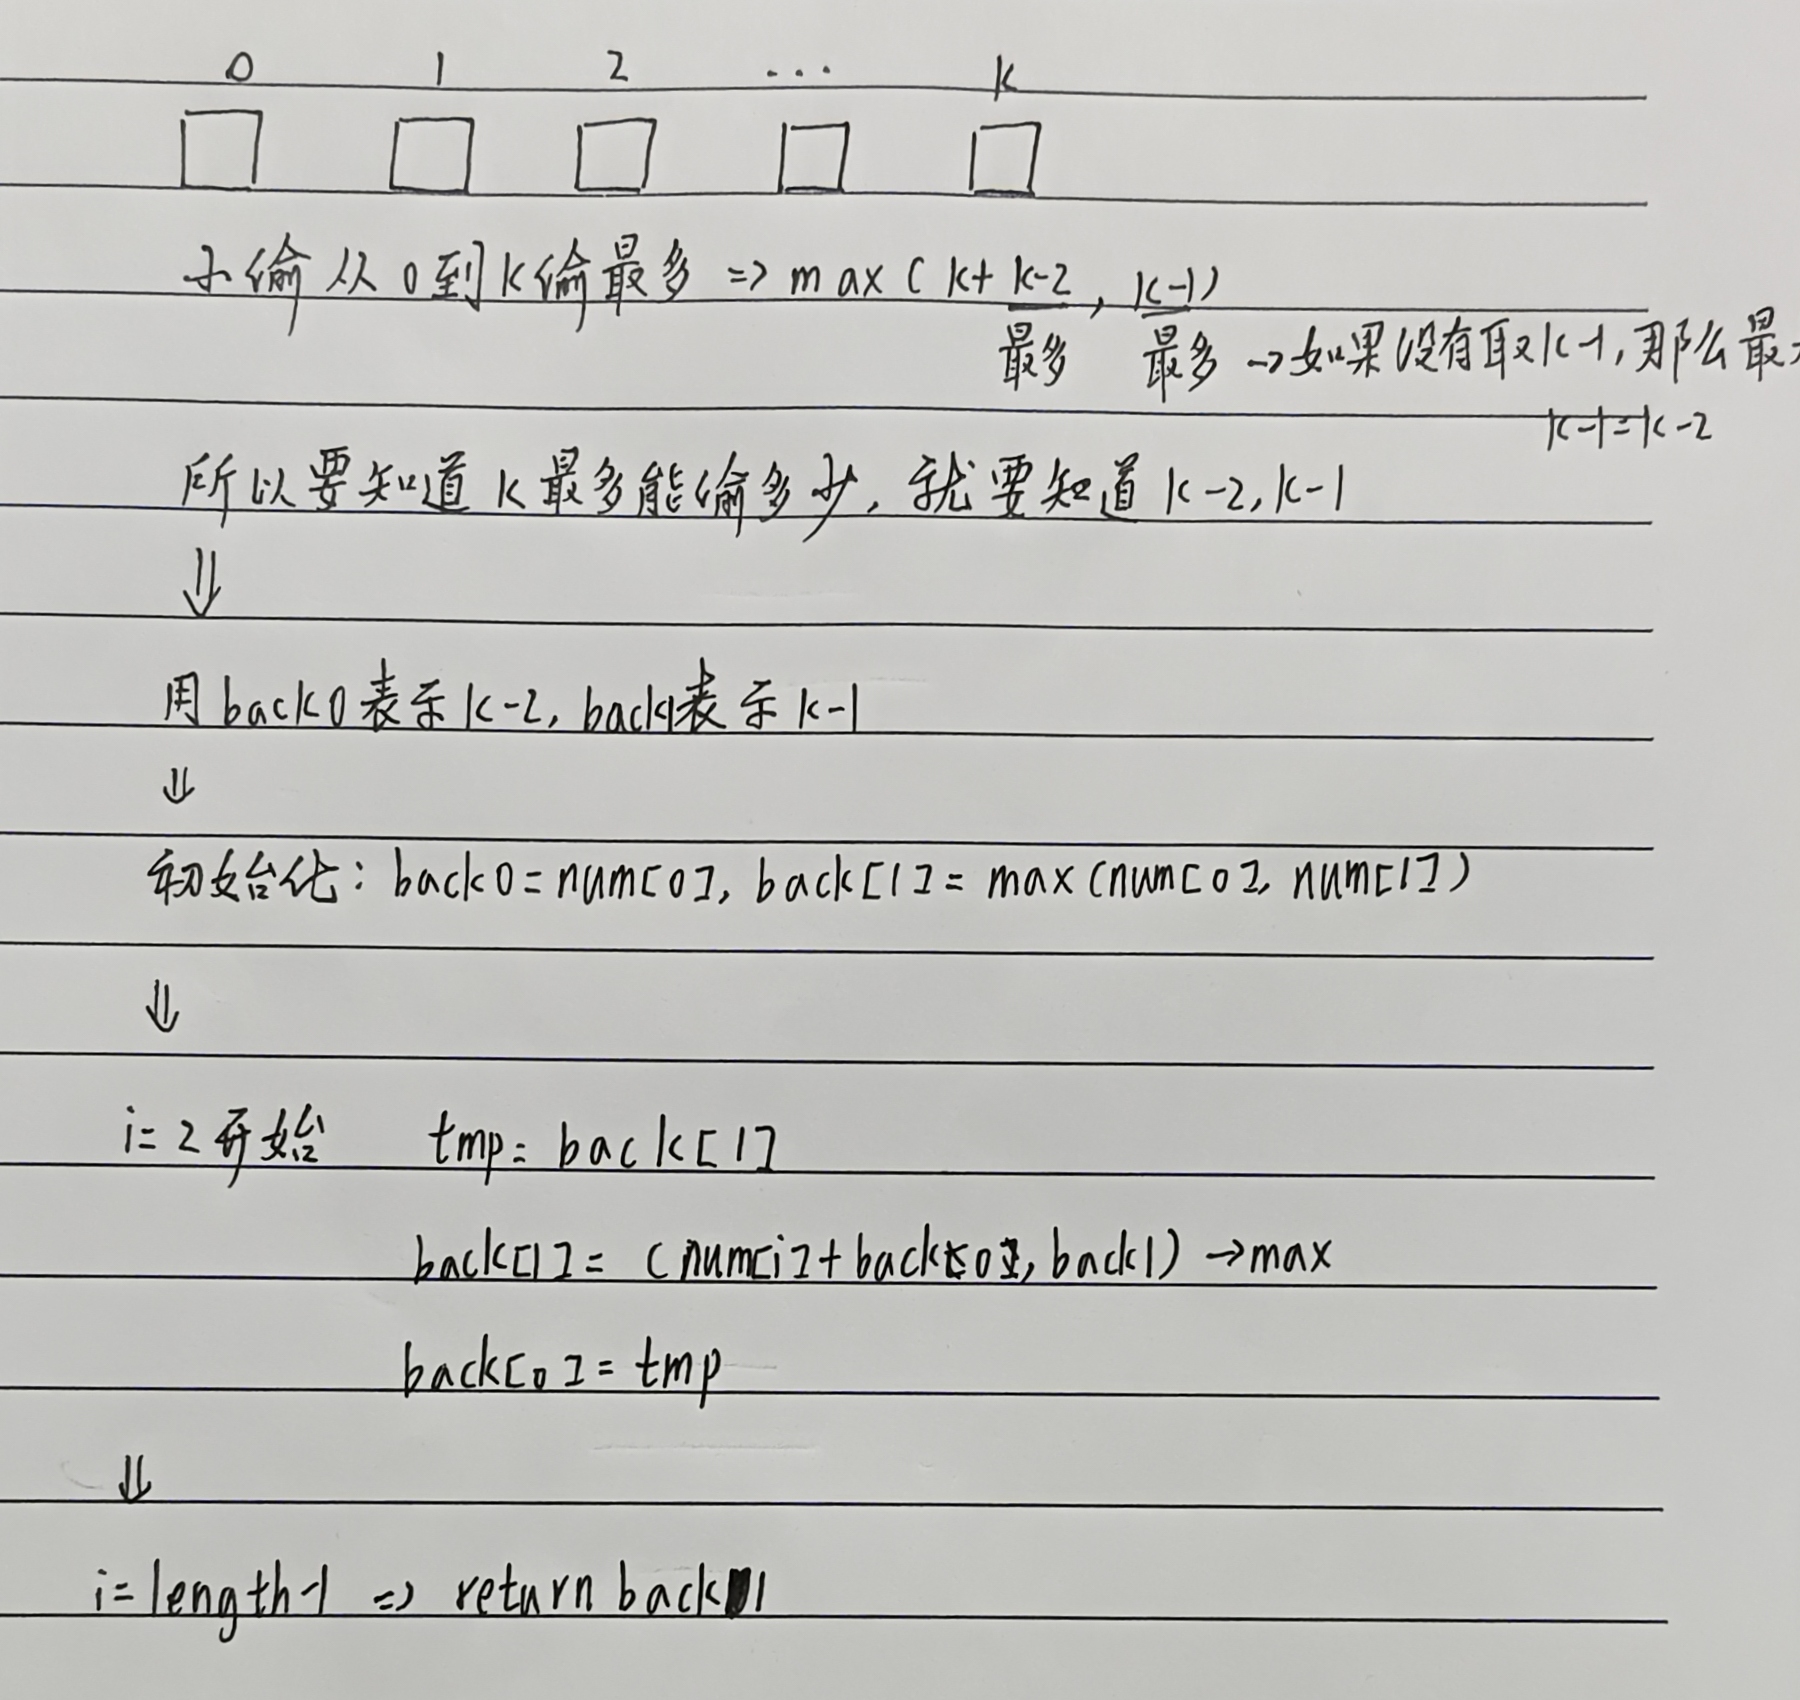 0 1 2 ... k
小偷从0到k偷最多 => max(k+k-2, k-1)
最多 最多 →如果没有取k-1,那么最
k-1=k-2
所以要知道k最多能偷多少,就要知道k-2,k-1
⇓
用back0表示k-2,back1表示k-1
⇓
初始化:back0=num[0], back[1]=max(num[0], num[1])
⇓
i=2开始 tmp=back[1]
back[1]=(num[i]+back[0], back1)→max
back[0]=tmp
⇓
i=length-1 => return back1